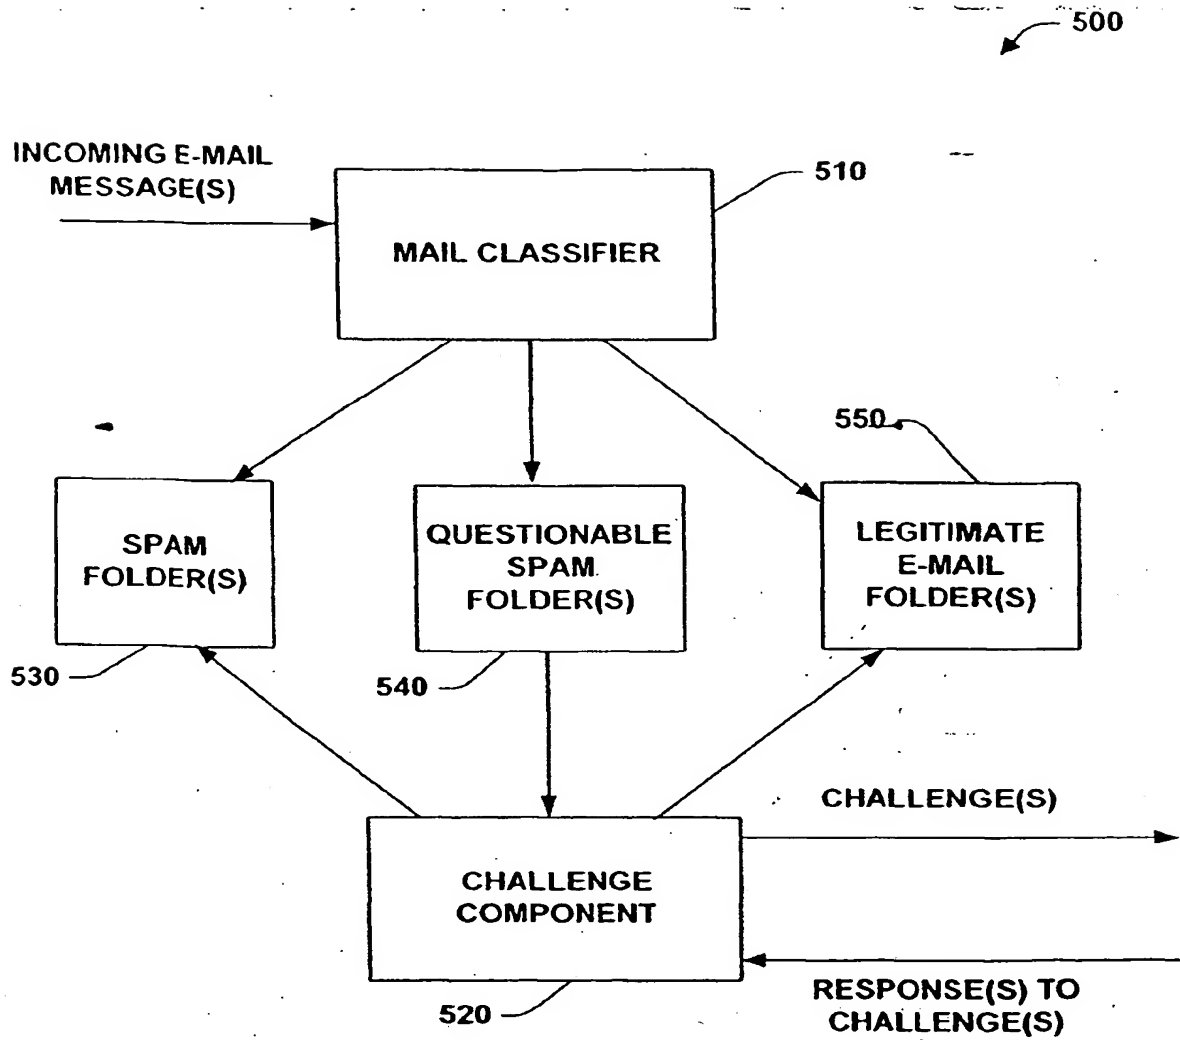 500
INCOMING E-MAIL
MESSAGE(S)
510
MAIL CLASSIFIER
550
SPAM
FOLDER(S)
QUESTIONABLE
SPAM
FOLDER(S)
LEGITIMATE
E-MAIL
FOLDER(S)
530
540
CHALLENGE(S)
CHALLENGE
COMPONENT
520
RESPONSE(S) TO
CHALLENGE(S)